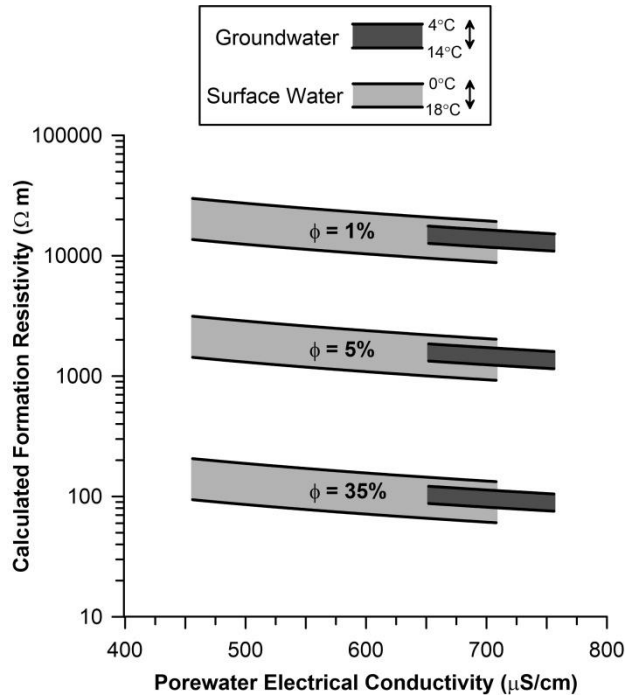 Groundwater
4°C
14°C
Surface Water
0°C
18°C
Calculated Formation Resistivity (Ω m)
100000
10000
1000
100
10
ϕ = 1%
ϕ = 5%
ϕ = 35%
400 500 600 700 800
Porewater Electrical Conductivity (µS/cm)